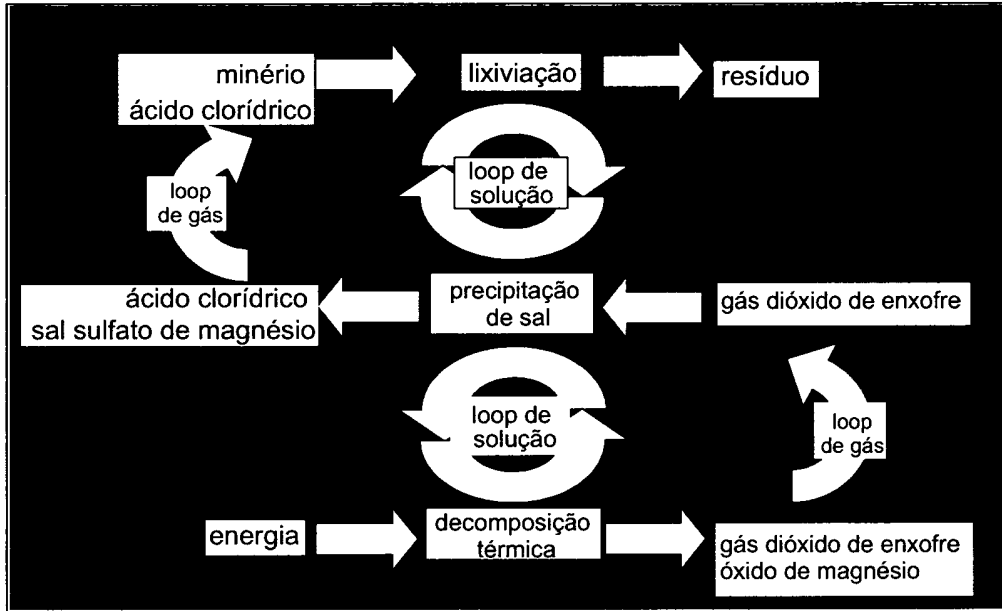 minério
ácido clorídrico
lixiviação
resíduo
loop de
solução
loop
de gás
ácido clorídrico
sal sulfato de magnésio
precipitação
de sal
gás dióxido de enxofre
loop de
solução
loop
de gás
energia
decomposição
térmica
gás dióxido de enxofre
óxido de magnésio